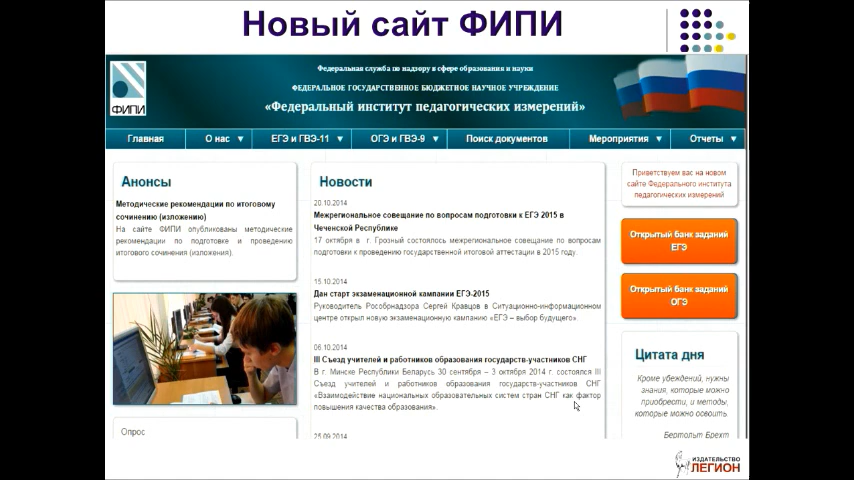 Новый сайт ФИПИ
Федеральная служба по надзору в сфере образования и науки
ФЕДЕРАЛЬНОЕ ГОСУДАРСТВЕННОЕ БЮДЖЕТНОЕ НАУЧНОЕ УЧРЕЖДЕНИЕ
«Федеральный институт педагогических измерений»
ФИПИ
Главная
О нас
ЕГЭ и ГВЭ-11
ОГЭ и ГВЭ-9
Поиск документов
Мероприятия
Отчеты
Анонсы
Методические рекомендации по итоговому
сочинению (изложению)
На сайте ФИПИ опубликованы методические
рекомендации по подготовке и проведению
итогового сочинения (изложения).
Опрос
Новости
20.10.2014
Межрегиональное совещание по вопросам подготовки к ЕГЭ 2015 в
Чеченской Республике
17 октября в г. Грозный состоялось межрегиональное совещание по вопросам
подготовки к проведению государственной итоговой аттестации в 2015 году.
15.10.2014
Дан старт экзаменационной кампании ЕГЭ-2015
Руководитель Рособрнадзора Сергей Кравцов в Ситуационно-информационном
центре открыл новую экзаменационную кампанию «ЕГЭ – выбор будущего».
06.10.2014
III Съезд учителей и работников образования государств-участников СНГ
В г. Минске Республики Беларусь 30 сентября – 3 октября 2014 г. состоялся III
Съезд учителей и работников образования государств-участников СНГ
«Взаимодействие национальных образовательных систем стран СНГ как фактор
повышения качества образования».
25.09.2014
Приветствуем вас на новом
сайте Федерального института
педагогических измерений
Открытый банк заданий
ЕГЭ
Открытый банк заданий
ОГЭ
Цитата дня
Кроме убеждений, нужны
знания, которые можно
приобрести, и методы,
которые можно освоить.
Бертольт Брехт
ИЗДАТЕЛЬСТВО
ЛЕГИОН